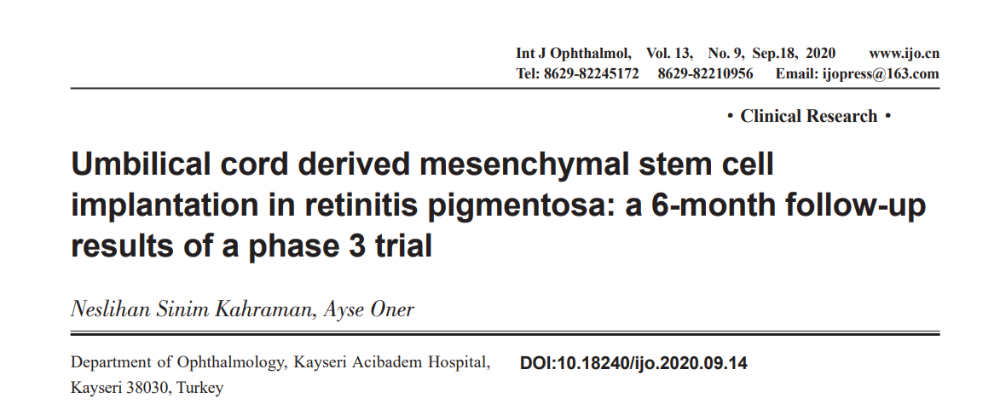 Int J Ophthalmol, Vol. 13, No. 9, Sep.18, 2020 www.ijo.cn
Tel: 8629-82245172 8629-82210956 Email: ijopress@163.com
• Clinical Research •
Umbilical cord derived mesenchymal stem cell
implantation in retinitis pigmentosa: a 6-month follow-up
results of a phase 3 trial
Neslihan Sinim Kahraman, Ayse Oner
Department of Ophthalmology, Kayseri Acibadem Hospital,
Kayseri 38030, Turkey
DOI:10.18240/ijo.2020.09.14